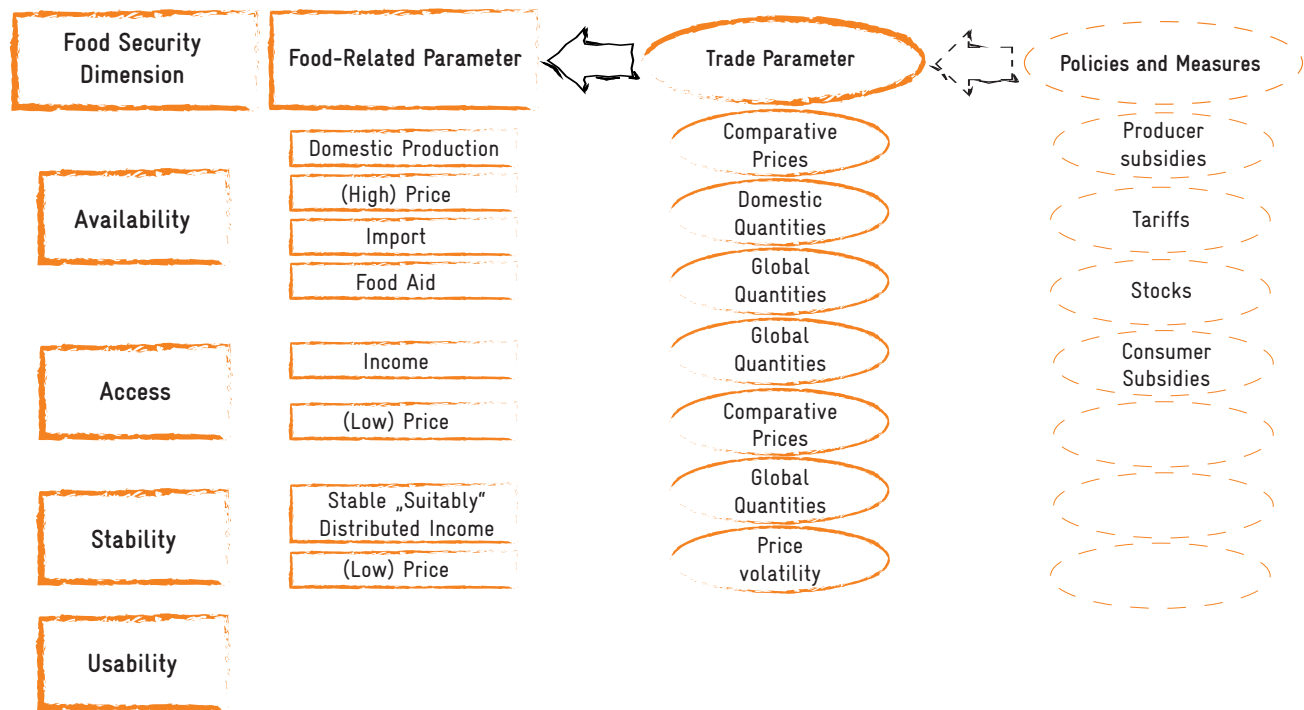 Food Security
Dimension
Food-Related Parameter
Trade Parameter
Policies and Measures
Availability
Access
Stability
Usability
Domestic Production
(High) Price
Import
Food Aid
Income
(Low) Price
Stable „Suitably“
Distributed Income
(Low) Price
Comparative
Prices
Domestic
Quantities
Global
Quantities
Global
Quantities
Comparative
Prices
Global
Quantities
Price
volatility
Producer
subsidies
Tariffs
Stocks
Consumer
Subsidies